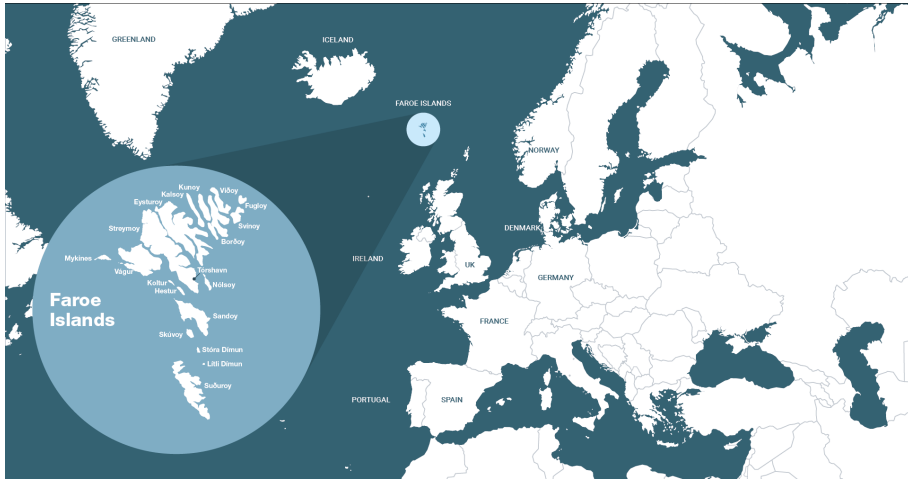 GREENLAND
ICELAND
FAROE ISLANDS
NORWAY
DENMARK
IRELAND
UK
GERMANY
FRANCE
PORTUGAL
SPAIN
Kunoy
Viðoy
Kalsoy
Eysturoy
Fugloy
Streymoy
Svínoy
Borðoy
Mykines
Vágur
Tórshavn
Koltur
Nólsoy
Hestur
Faroe
Islands
Sandoy
Skúvoy
Stóra Dímun
Lítli Dímun
Suðuroy